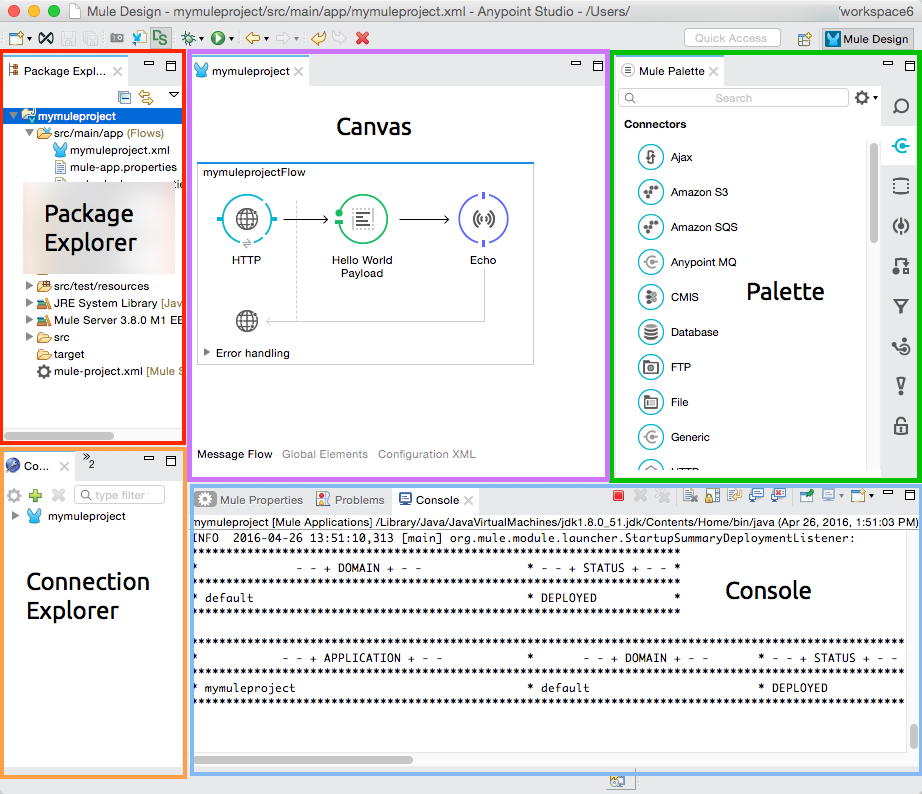 Mule Design - mymuleproject/src/main/app/mymuleproject.xml - Anypoint Studio - /Users/ /workspace6
Quick Access
Mule Design
Package Expl...
mymuleproject
src/main/app (Flows)
mymuleproject.xml
mule-app.properties
Package
Explorer
src/test/resources
JRE System Library [Jav
Mule Server 3.8.0 M1 EE
src
target
mule-project.xml [Mule S
mymuleproject
Canvas
mymuleprojectFlow
HTTP
Hello World
Payload
Echo
Error handling
Message Flow Global Elements Configuration XML
Mule Palette
Search
Connectors
Ajax
Amazon S3
Amazon SQS
Anypoint MQ
CMIS
Palette
Database
FTP
File
Generic
HTTP
Co...
2
type filter
mymuleproject
Connection
Explorer
Mule Properties Problems Console
mymuleproject [Mule Applications] /Library/Java/JavaVirtualMachines/jdk1.8.0_51.jdk/Contents/Home/bin/java (Apr 26, 2016, 1:51:03 PM)
INFO 2016-04-26 13:51:10,313 [main] org.mule.module.launcher.StartupSummaryDeploymentListener:
*******************************************************************
* - - + DOMAIN + - - * - - + STATUS + - - *
*******************************************************************
* default * DEPLOYED *
*******************************************************************
Console
*************************************************************************************************
* - - + APPLICATION + - - * - - + DOMAIN + - - * - - + STATUS + - -
*************************************************************************************************
* mymuleproject * default * DEPLOYED
*************************************************************************************************